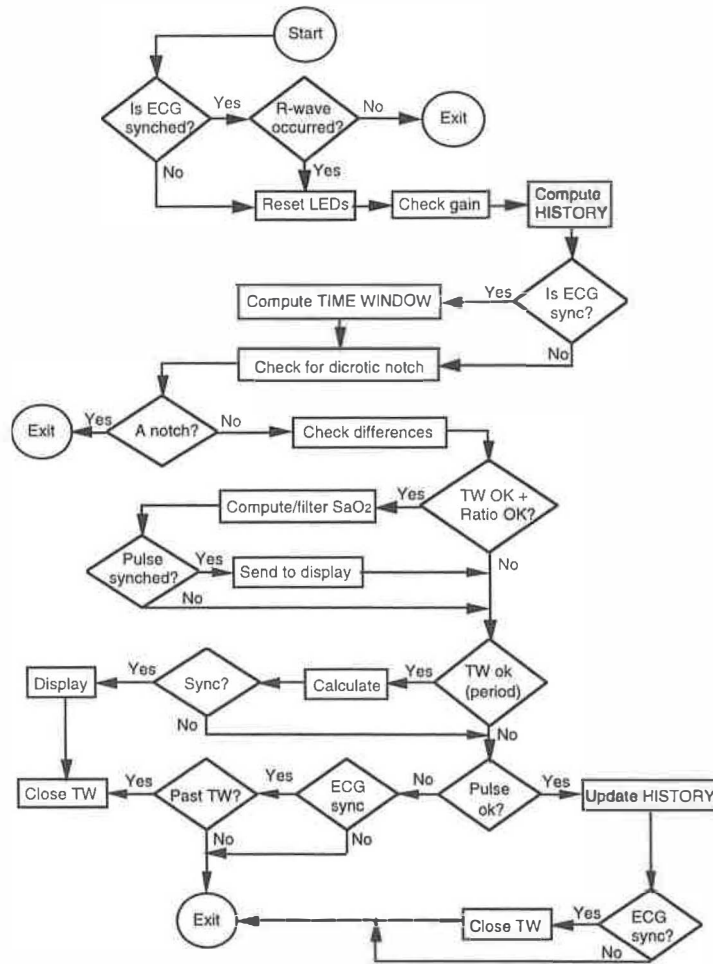 Start
Is ECG
synched?
Yes
R-wave
occurred?
No
Exit
No
Yes
Reset LEDs
Check gain
Compute
HISTORY
Compute TIME WINDOW
Yes
Is ECG
sync?
No
Check for dicrotic notch
Exit
Yes
A notch?
No
Check differences
Compute/filter SaO2
Yes
TW OK +
Ratio OK?
Pulse
synched?
Yes
Send to display
No
No
Display
Yes
Sync?
Calculate
Yes
TW ok
(period)
No
No
Close TW
Yes
Past TW?
Yes
ECG
sync
No
Pulse
ok?
Yes
Update HISTORY
No
No
Exit
Close TW
Yes
ECG
sync?
No